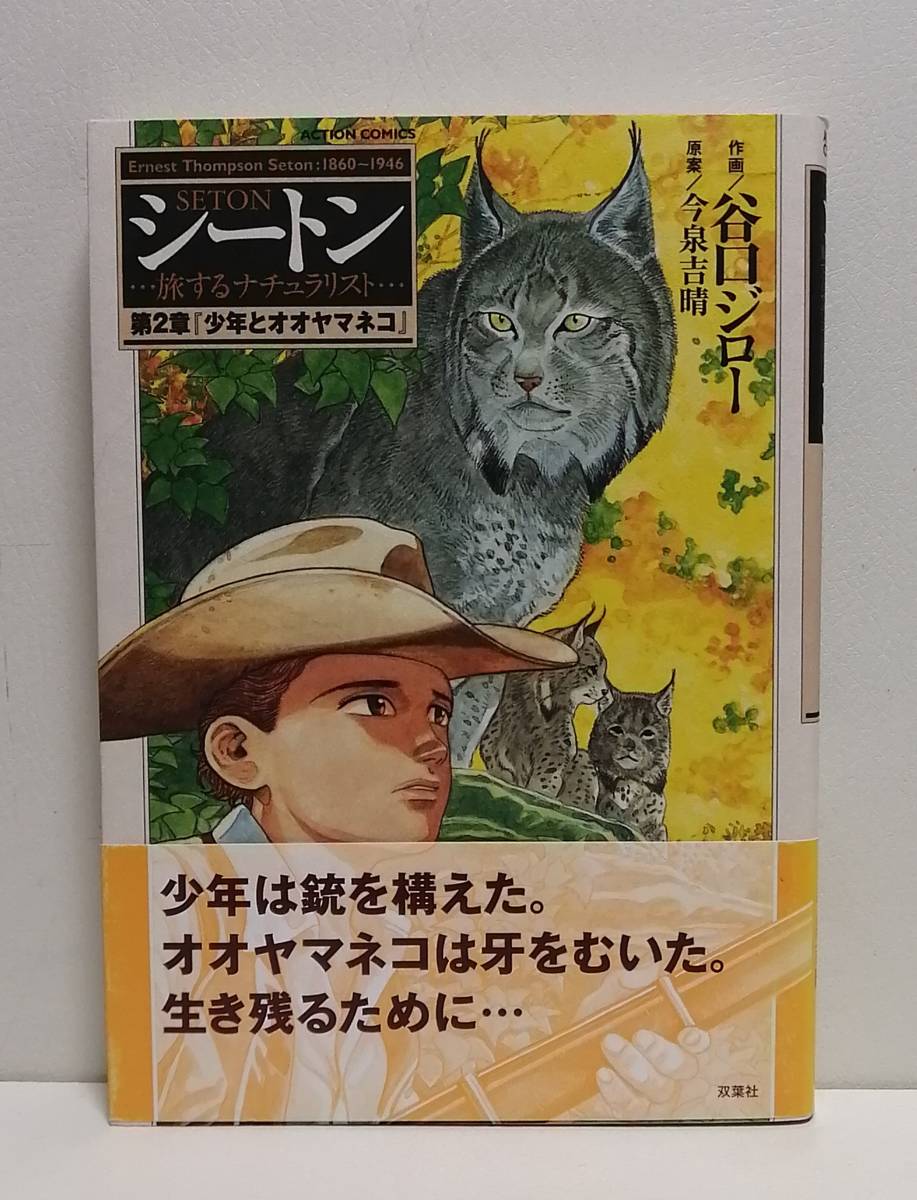 ACTION COMICS
Ernest Thompson Seton:1860~1946
SETON
シートン
…旅するナチュラリスト…
第2章『少年とオオヤマネコ』
作画/谷口ジロー
原案/今泉吉晴
少年は銃を構えた。
オオヤマネコは牙をむいた。
生き残るために…
双葉社